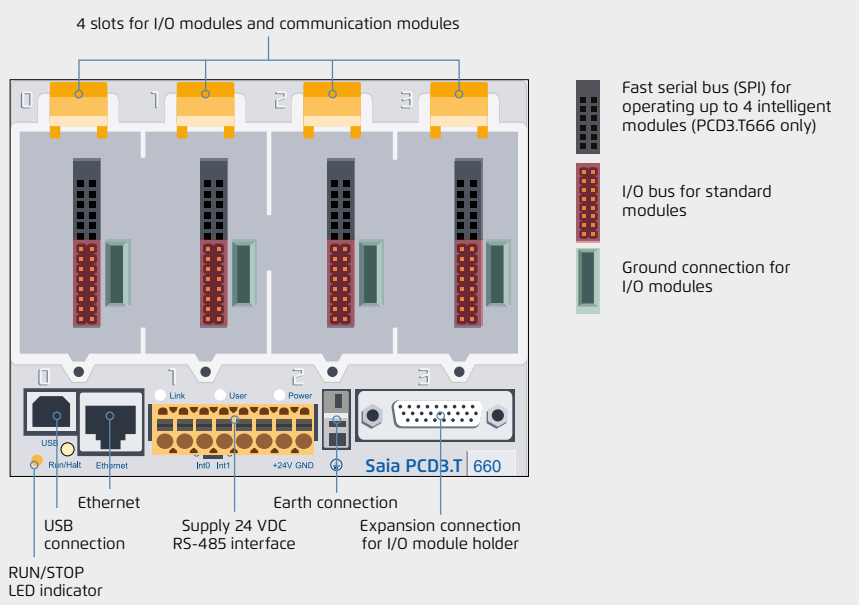 4 slots for I/O modules and communication modules
0 1 2 3
Fast serial bus (SPI) for
operating up to 4 intelligent
modules (PCD3.T666 only)
I/O bus for standard
modules
Ground connection for
I/O modules
0 1 2 3
Link User Power
USB
Run/Halt Ethernet Int0 Int1 +24V GND
Saia PCD3.T 660
Ethernet
Earth connection
USB
connection
Supply 24 VDC
RS-485 interface
Expansion connection
for I/O module holder
RUN/STOP
LED indicator